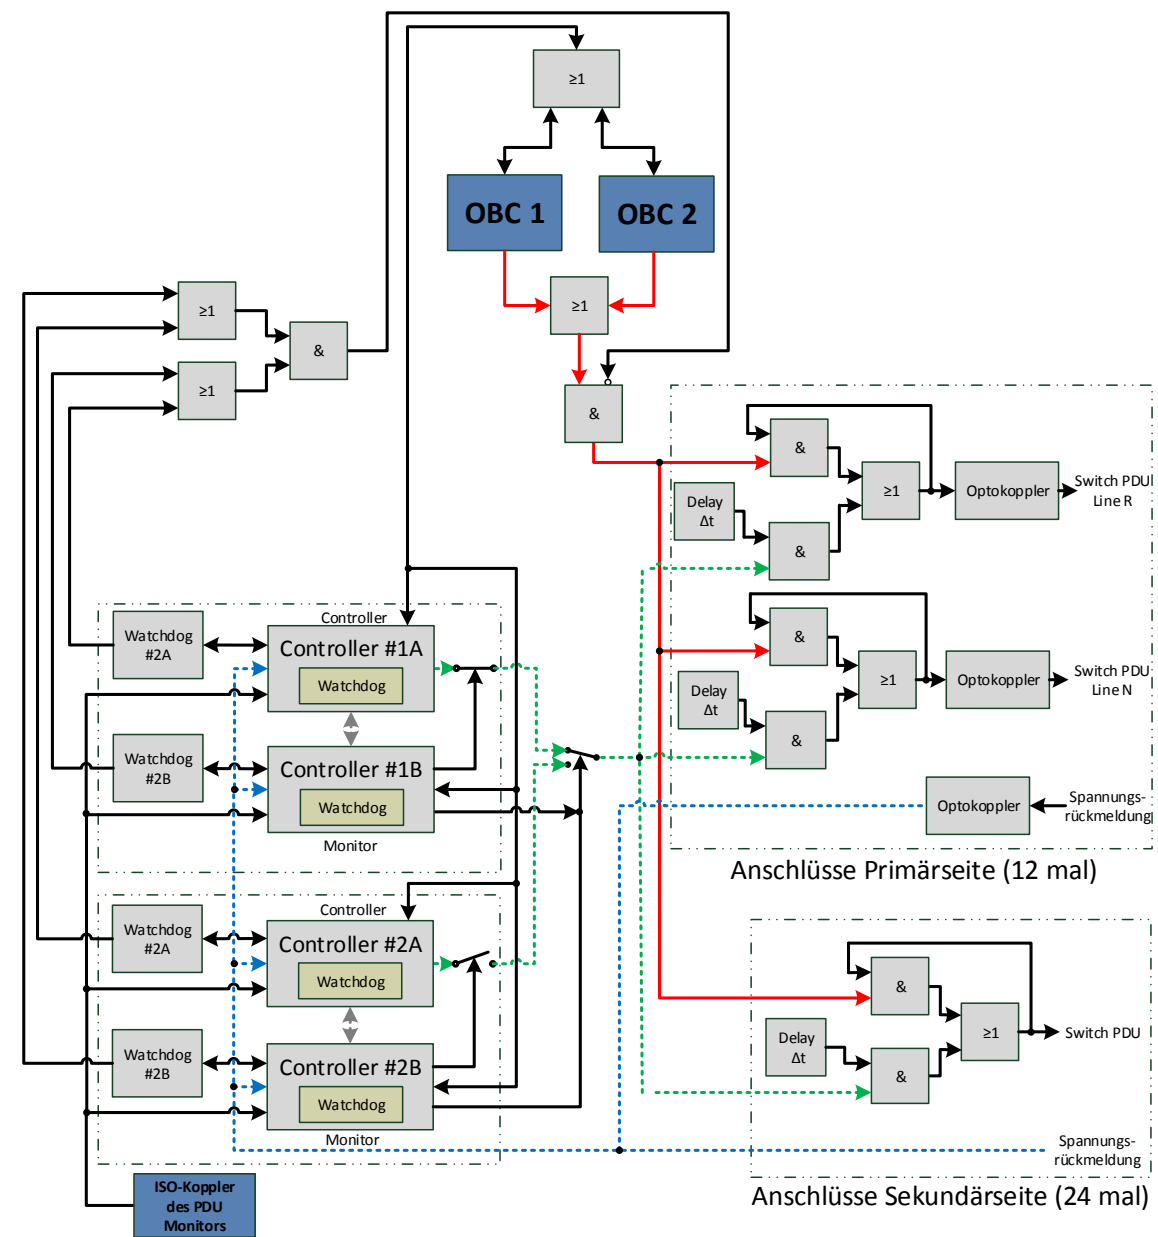 ≥1
OBC 1
OBC 2
≥1
≥1
&
≥1
&
&
≥1
Optokoppler
Switch PDU
Line R
Delay
Δt
&
&
≥1
Optokoppler
Switch PDU
Line N
Delay
Δt
&
Optokoppler
Spannungs-
rückmeldung
Anschlüsse Primärseite (12 mal)
Controller
Watchdog
#2A
Controller #1A
Watchdog
Watchdog
#2B
Controller #1B
Watchdog
Monitor
Controller
Watchdog
#2A
Controller #2A
Watchdog
Watchdog
#2B
Controller #2B
Watchdog
Monitor
&
≥1
Switch PDU
Delay
Δt
&
Spannungs-
rückmeldung
Anschlüsse Sekundärseite (24 mal)
ISO-Koppler
des PDU
Monitors